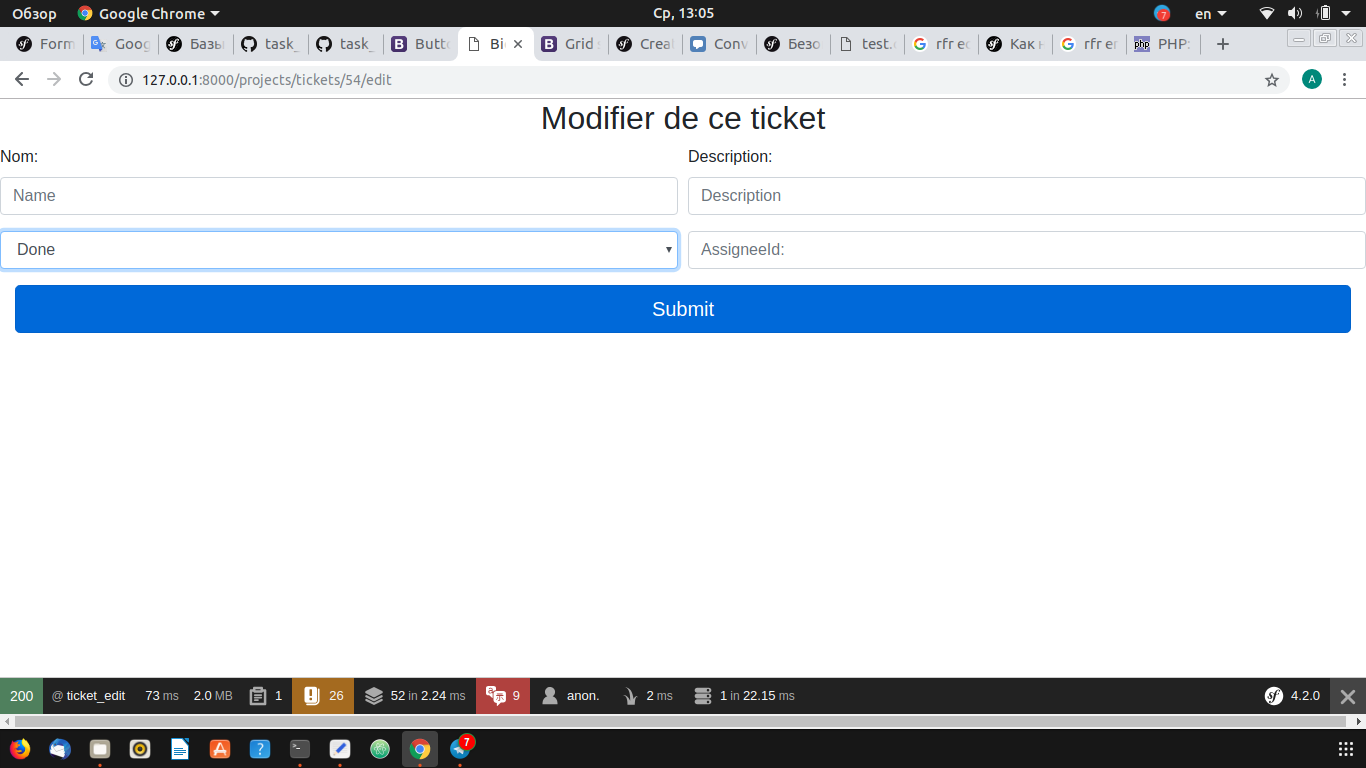 Обзор Google Chrome Ср, 13:05 7 en
Form Goog Базы task_ task_ Butto Bie Grid Crea Conv Безо test. rfr ec Как н rfr er PHP:
127.0.0.1:8000/projects/tickets/54/edit A
Modifier de ce ticket
Nom: Description:
Name Description
Done AssigneeId:
Submit
200 @ ticket_edit 73 ms 2.0 MB 1 26 52 in 2.24 ms 9 anon. 2 ms 1 in 22.15 ms sf 4.2.0
7